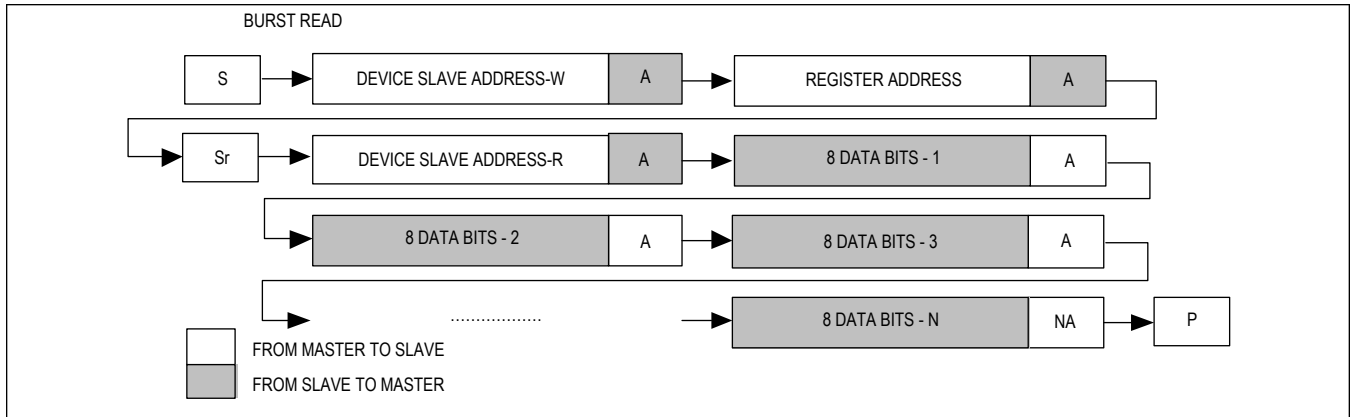 BURST READ
S DEVICE SLAVE ADDRESS-W A REGISTER ADDRESS A
Sr DEVICE SLAVE ADDRESS-R A 8 DATA BITS - 1 A
8 DATA BITS - 2 A 8 DATA BITS - 3 A
.................. 8 DATA BITS - N NA P
FROM MASTER TO SLAVE
FROM SLAVE TO MASTER